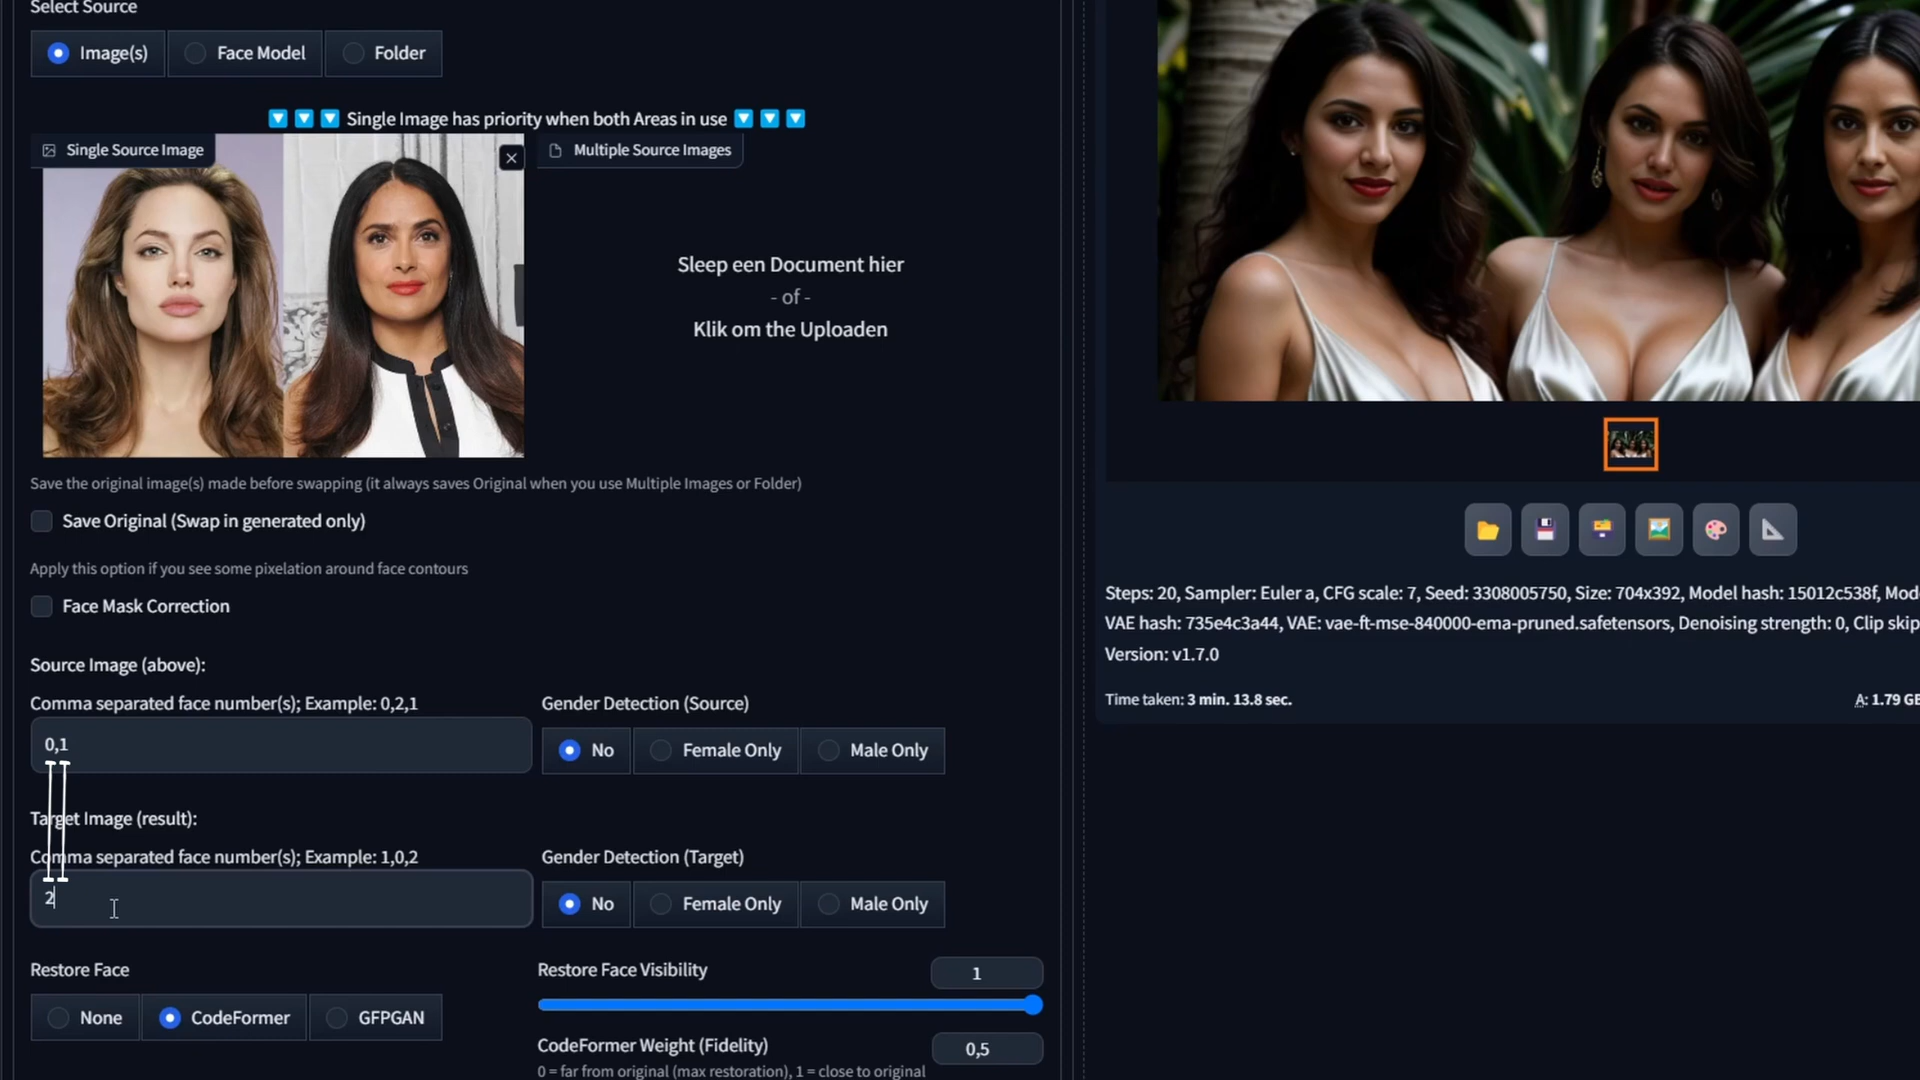 Select Source
Image(s)
Face Model
Folder
Single Image has priority when both Areas in use
Single Source Image
Multiple Source Images
Sleep een Document hier
- of -
Klik om the Uploaden
Save the original image(s) made before swapping (it always saves Original when you use Multiple Images or Folder)
Save Original (Swap in generated only)
Apply this option if you see some pixelation around face contours
Face Mask Correction
Source Image (above):
Comma separated face number(s); Example: 0,2,1
Gender Detection (Source)
0,1
No
Female Only
Male Only
Target Image (result):
Comma separated face number(s); Example: 1,0,2
Gender Detection (Target)
2
No
Female Only
Male Only
Restore Face
Restore Face Visibility
1
None
CodeFormer
GFPGAN
CodeFormer Weight (Fidelity)
0,5
0 = far from original (max restoration), 1 = close to original
Steps: 20, Sampler: Euler a, CFG scale: 7, Seed: 3308005750, Size: 704x392, Model hash: 15012c538f, Mod
VAE hash: 735e4c3a44, VAE: vae-ft-mse-840000-ema-pruned.safetensors, Denoising strength: 0, Clip skip
Version: v1.7.0
Time taken: 3 min. 13.8 sec.
A: 1.79 GB